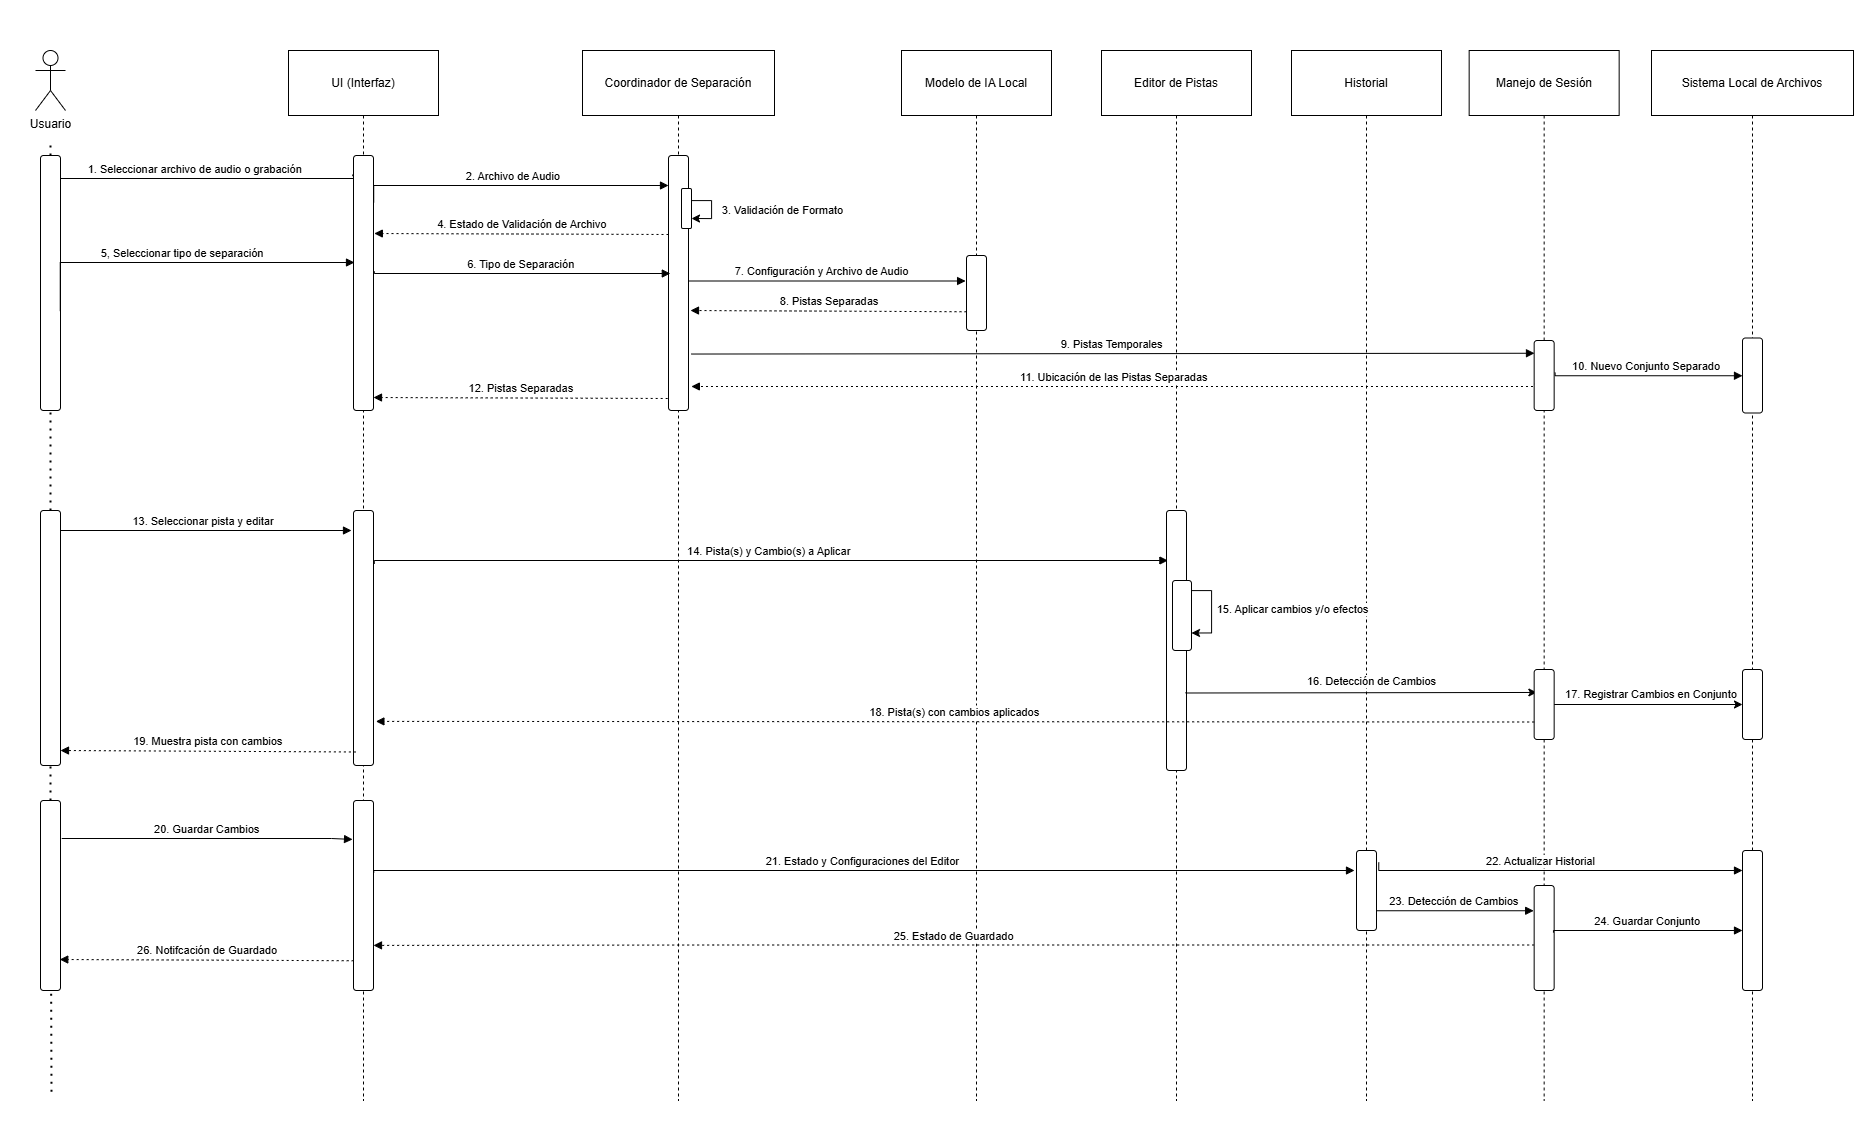 Usuario
UI (Interfaz)
Coordinador de Separación
Modelo de IA Local
Editor de Pistas
Historial
Manejo de Sesión
Sistema Local de Archivos
1. Seleccionar archivo de audio o grabación
2. Archivo de Audio
3. Validación de Formato
4. Estado de Validación de Archivo
5, Seleccionar tipo de separación
6. Tipo de Separación
7. Configuración y Archivo de Audio
8. Pistas Separadas
9. Pistas Temporales
10. Nuevo Conjunto Separado
11. Ubicación de las Pistas Separadas
12. Pistas Separadas
13. Seleccionar pista y editar
14. Pista(s) y Cambio(s) a Aplicar
15. Aplicar cambios y/o efectos
16. Detección de Cambios
17. Registrar Cambios en Conjunto
18. Pista(s) con cambios aplicados
19. Muestra pista con cambios
20. Guardar Cambios
21. Estado y Configuraciones del Editor
22. Actualizar Historial
23. Detección de Cambios
24. Guardar Conjunto
25. Estado de Guardado
26. Notifcación de Guardado